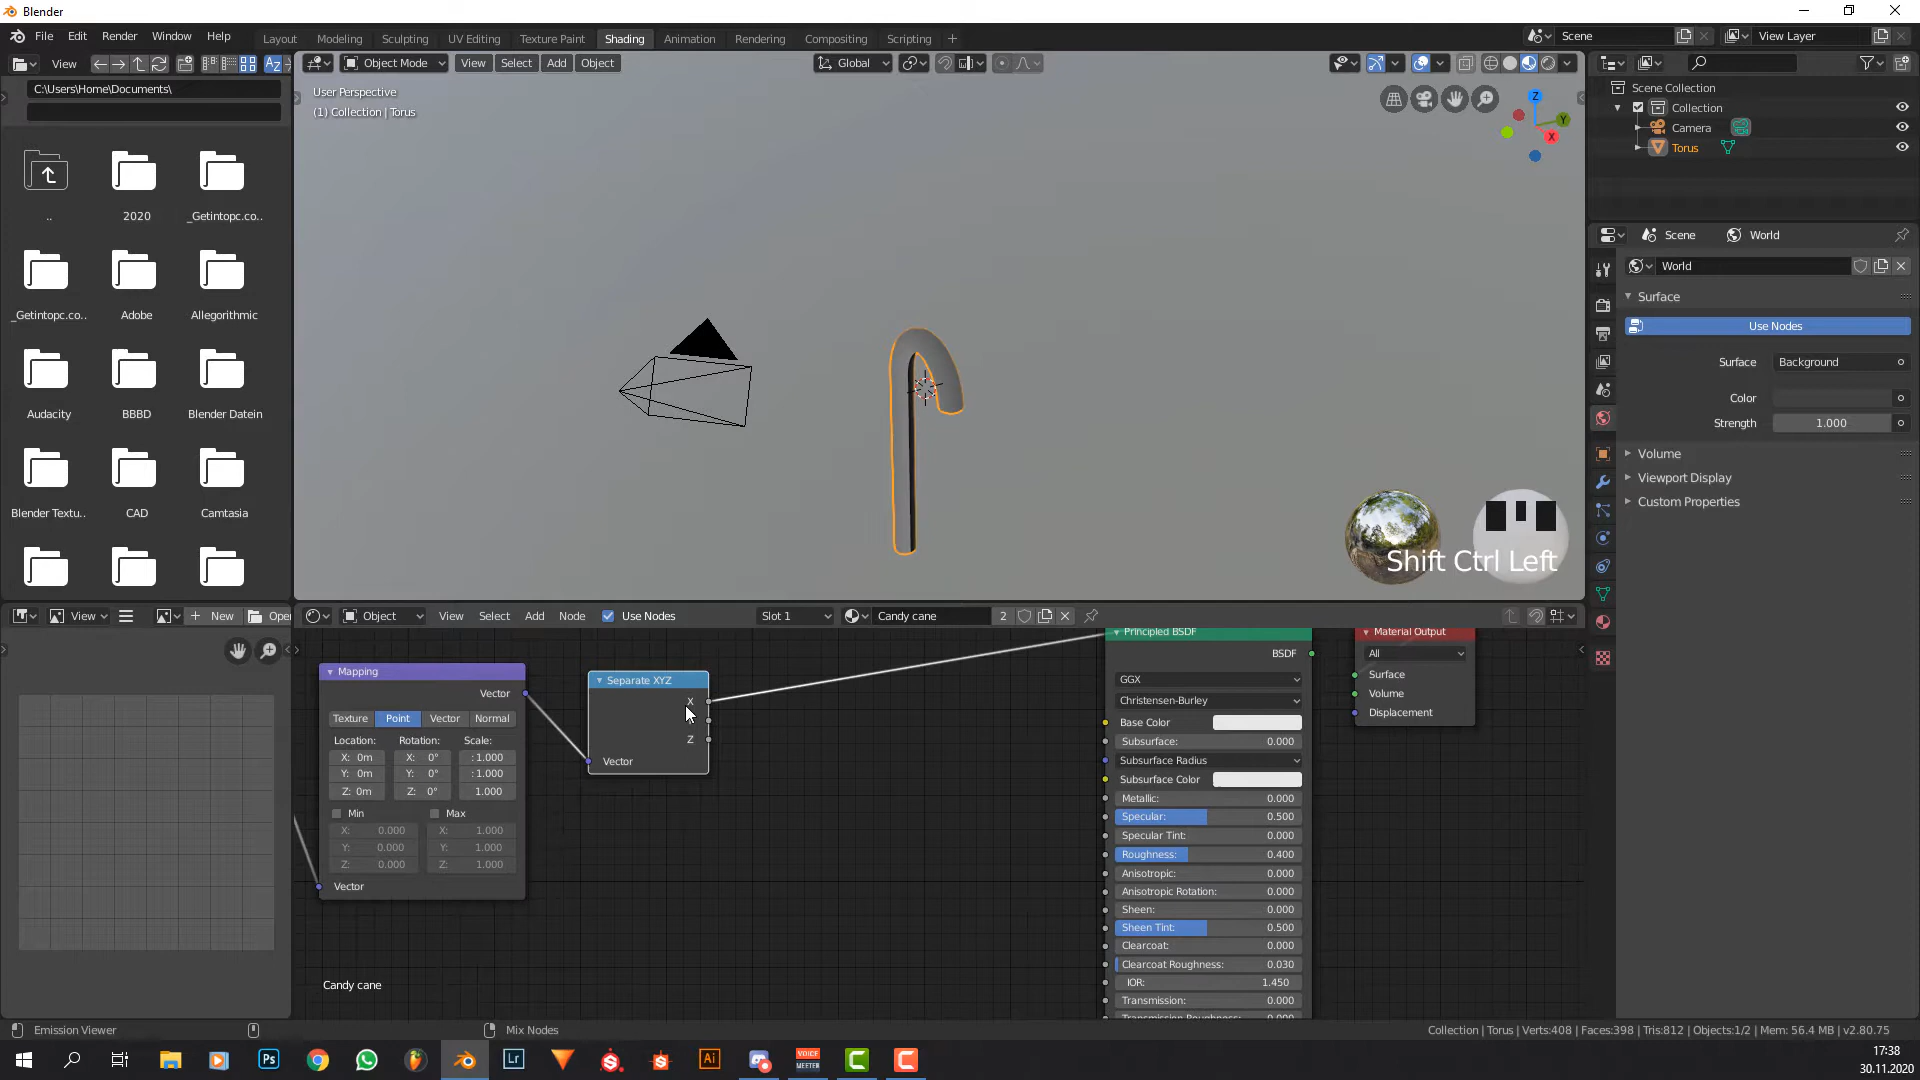 Blender
File Edit Render Window Help
Layout Modeling Sculpting UV Editing Texture Paint Shading Animation Rendering Compositing Scripting +
Scene View Layer
View
Object Mode View Select Add Object Global
C:\Users\Home\Documents\
User Perspective
(1) Collection | Torus
Z
Y
X
Scene Collection
Collection
Camera
Torus
.. 2020 _Getintopc.co..
_Getintopc.co.. Adobe Allegorithmic
Audacity BBBD Blender Datein
Blender Textu.. CAD Camtasia
Scene World
World
Surface
Use Nodes
Surface Background
Color
Strength 1.000
Volume
Viewport Display
Custom Properties
Shift Ctrl Left
View New Open
Object View Select Add Node Use Nodes Slot 1 Candy cane 2
Mapping
Vector
Texture Point Vector Normal
Location: Rotation: Scale:
X: 0m X: 0° :1.000
Y: 0m Y: 0° :1.000
Z: 0m Z: 0° 1.000
Min Max
X: 0.000 X: 1.000
Y: 0.000 Y: 1.000
Z: 0.000 Z: 1.000
Vector
Separate XYZ
X
Z
Vector
Principled BSDF
BSDF
GGX
Christensen-Burley
Base Color
Subsurface: 0.000
Subsurface Radius
Subsurface Color
Metallic: 0.000
Specular: 0.500
Specular Tint: 0.000
Roughness: 0.400
Anisotropic: 0.000
Anisotropic Rotation: 0.000
Sheen: 0.000
Sheen Tint: 0.500
Clearcoat: 0.000
Clearcoat Roughness: 0.030
IOR: 1.450
Transmission: 0.000
Transmission Roughness: 0.000
Material Output
All
Surface
Volume
Displacement
Candy cane
Emission Viewer Mix Nodes
Collection | Torus | Verts:408 | Faces:398 | Tris:812 | Objects:1/2 | Mem: 56.4 MB | v2.80.75
Ps Lr Ai VOICE MEETER
17:38
30.11.2020